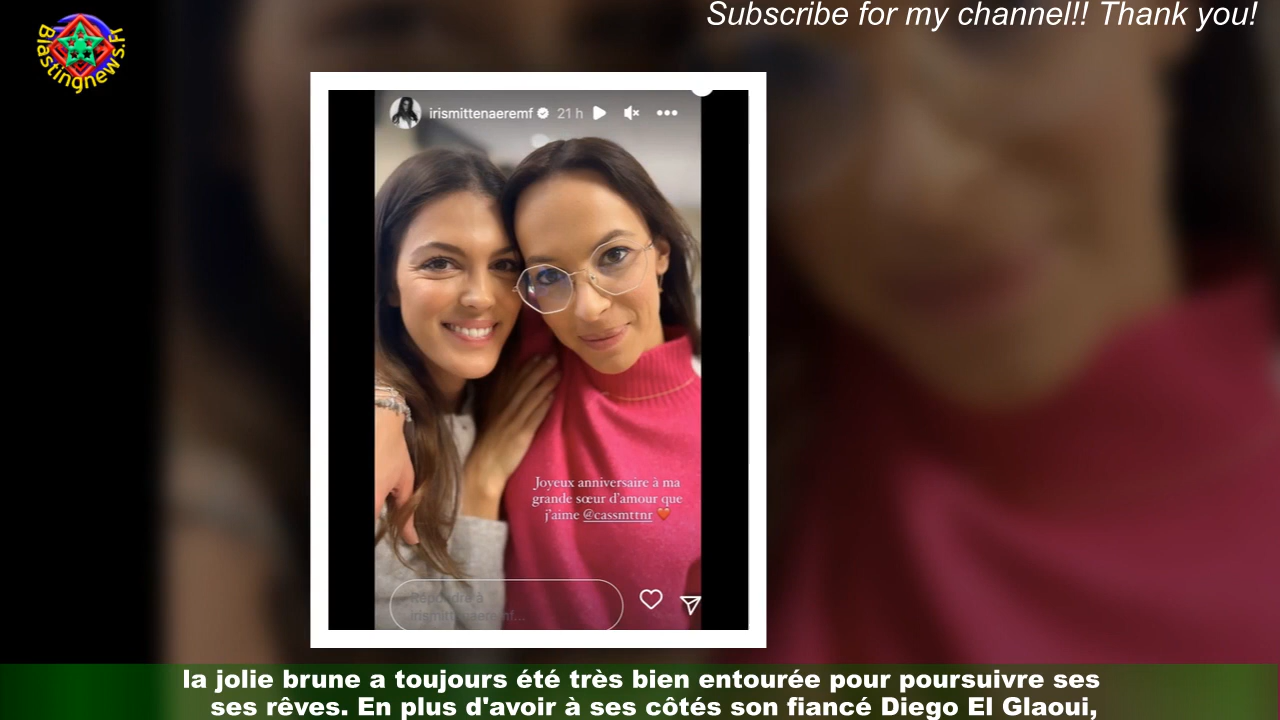 Subscribe for my channel!! Thank you!
Blastingnews.Fr
irismittenaeremf 21 h
Joyeux anniversaire à ma
grande sœur d'amour que
j'aime @cassmttnr
Répondre à
irismittenaeremf...
la jolie brune a toujours été très bien entourée pour poursuivre ses
ses rêves. En plus d'avoir à ses côtés son fiancé Diego El Glaoui,